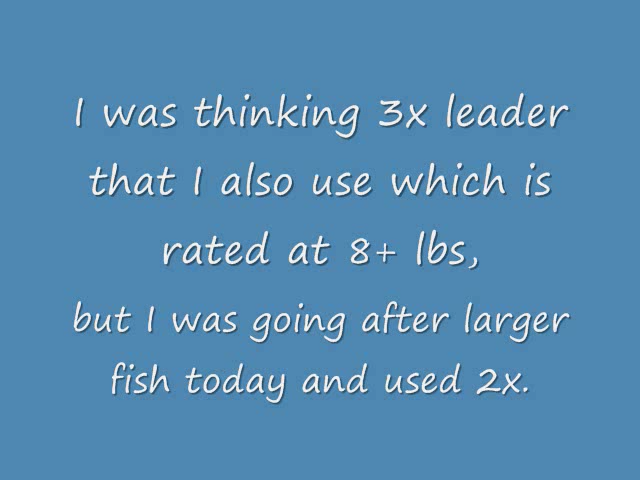 I was thinking 3x leader
that I also use which is
rated at 8+ lbs,
but I was going after larger
fish today and used 2x.